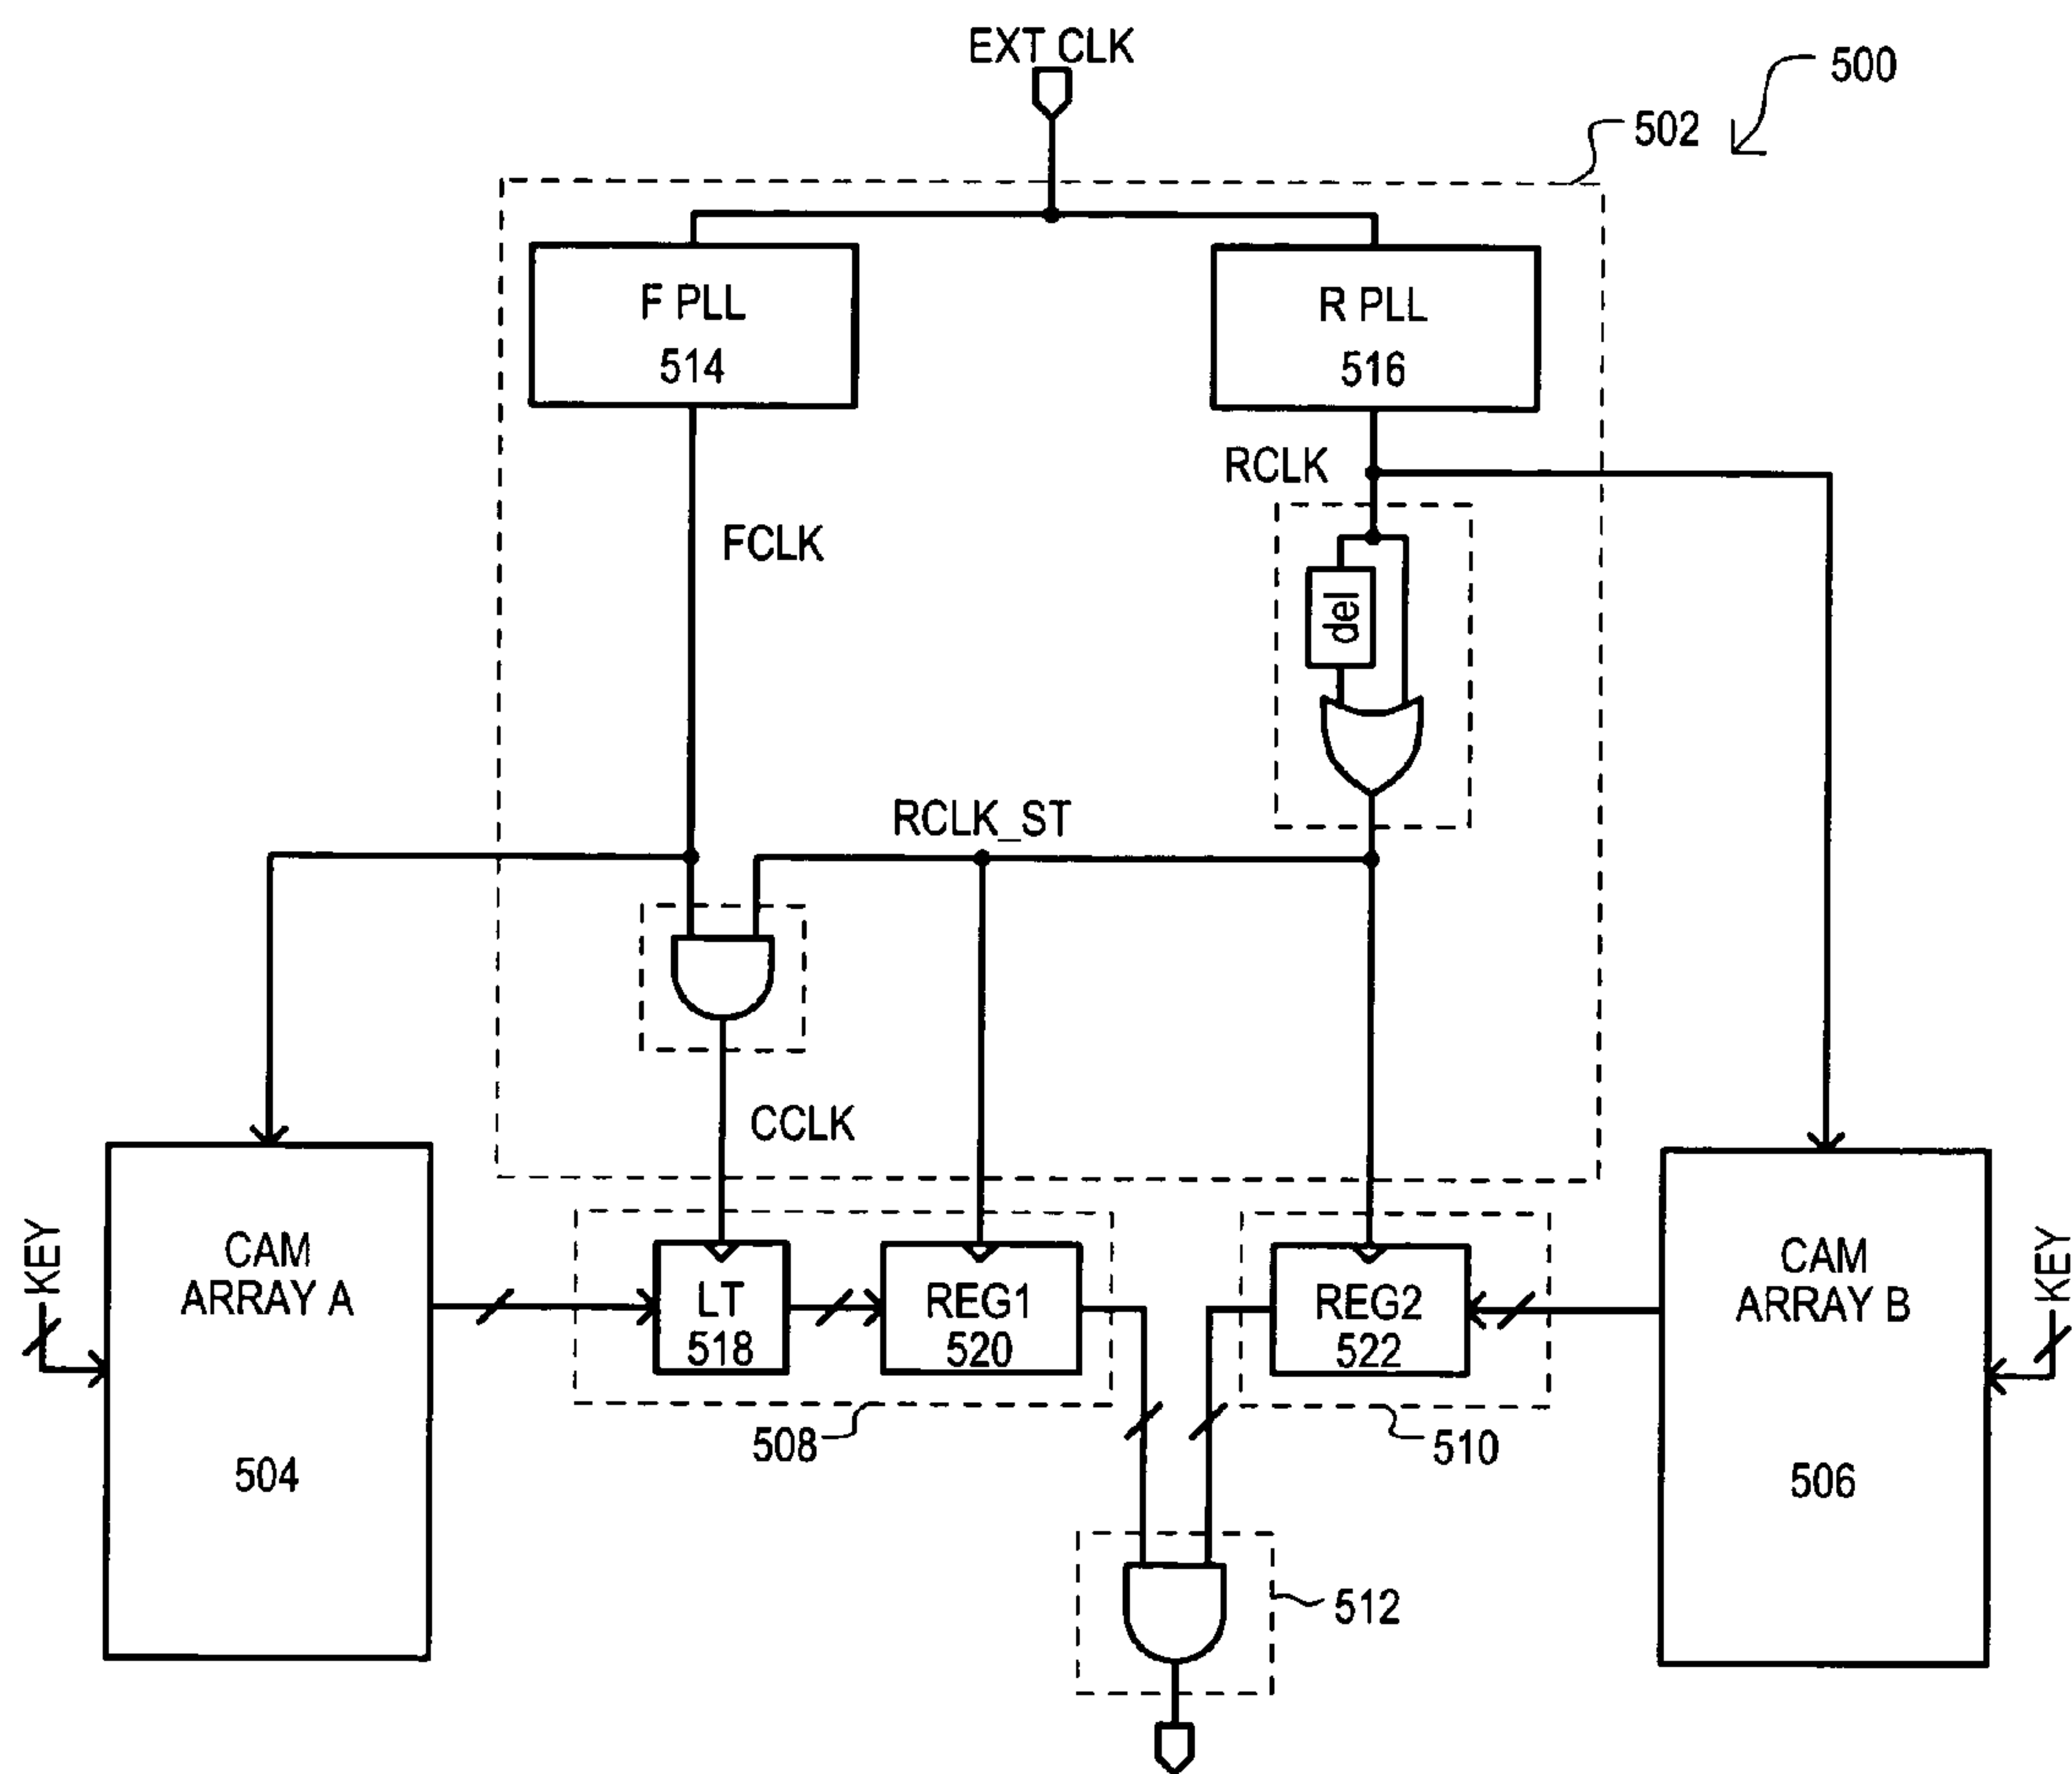 EXT CLK
500
502
F PLL
514
R PLL
516
RCLK
FCLK
del
RCLK_ST
CCLK
KEY
CAM
ARRAY A
504
LT
518
REG1
520
REG2
522
CAM
ARRAY B
506
KEY
508
510
512